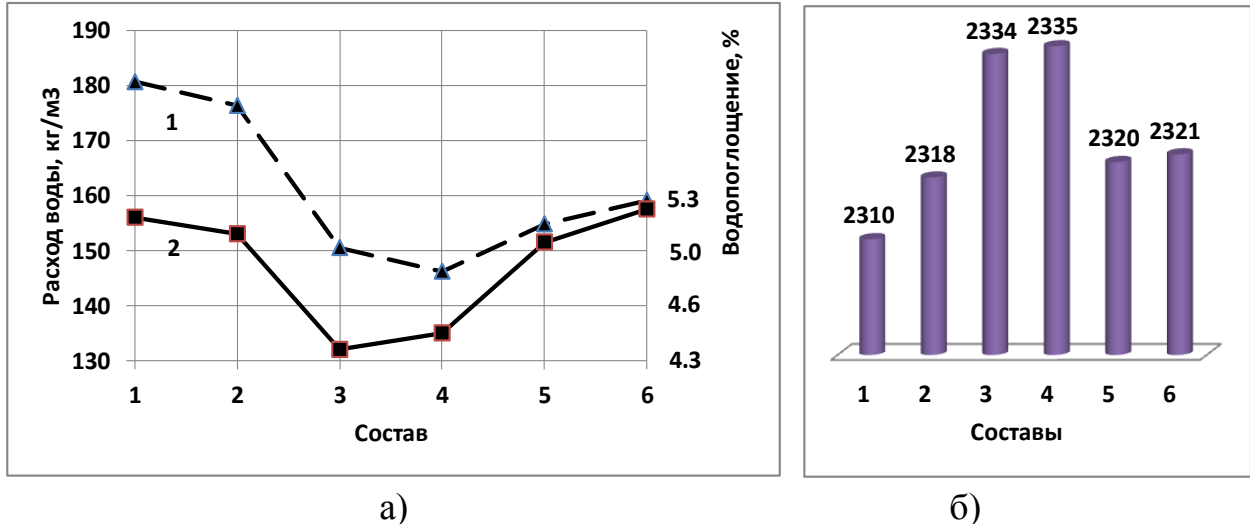 190
180
170
160
150
140
130
Расход воды, кг/м3
1
2
1 2 3 4 5 6
Состав
5.3
5.0
4.6
4.3
Водопоглощение, %
2310
2318
2334
2335
2320
2321
1 2 3 4 5 6
Составы
а)
б)